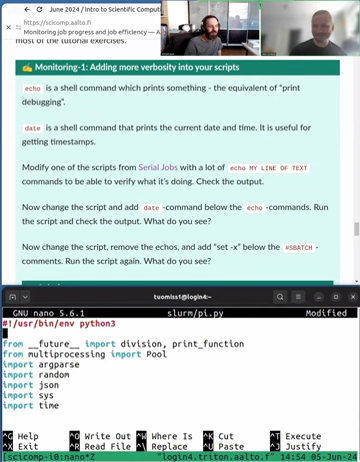 June 2024 / Intro to Scientific Computi
https://scicomp.aalto.fi
Monitoring job progress and job efficiency — A
most of the tutorial exercises.
Monitoring-1: Adding more verbosity into your scripts
echo is a shell command which prints something - the equivalent of "print
debugging".
date is a shell command that prints the current date and time. It is useful for
getting timestamps.
Modify one of the scripts from Serial Jobs with a lot of echo MY LINE OF TEXT
commands to be able to verify what it's doing. Check the output.
Now change the script and add date -command below the echo -commands. Run
the script and check the output. What do you see?
Now change the script, remove the echos, and add "set -x" below the #SBATCH -
comments. Run the script again. What do you see?
tuomiss1@login4:~
GNU nano 5.6.1 slurm/pi.py Modified
#!/usr/bin/env python3
from __future__ import division, print_function
from multiprocessing import Pool
import argparse
import random
import json
import sys
import time
^G Help ^O Write Out ^W Where Is ^K Cut ^T Execute
^X Exit ^R Read File ^\ Replace ^U Paste ^J Justify
[scicomp-i0:nano*Z "login4.triton.aalto.f" 14:54 05-Jun-24